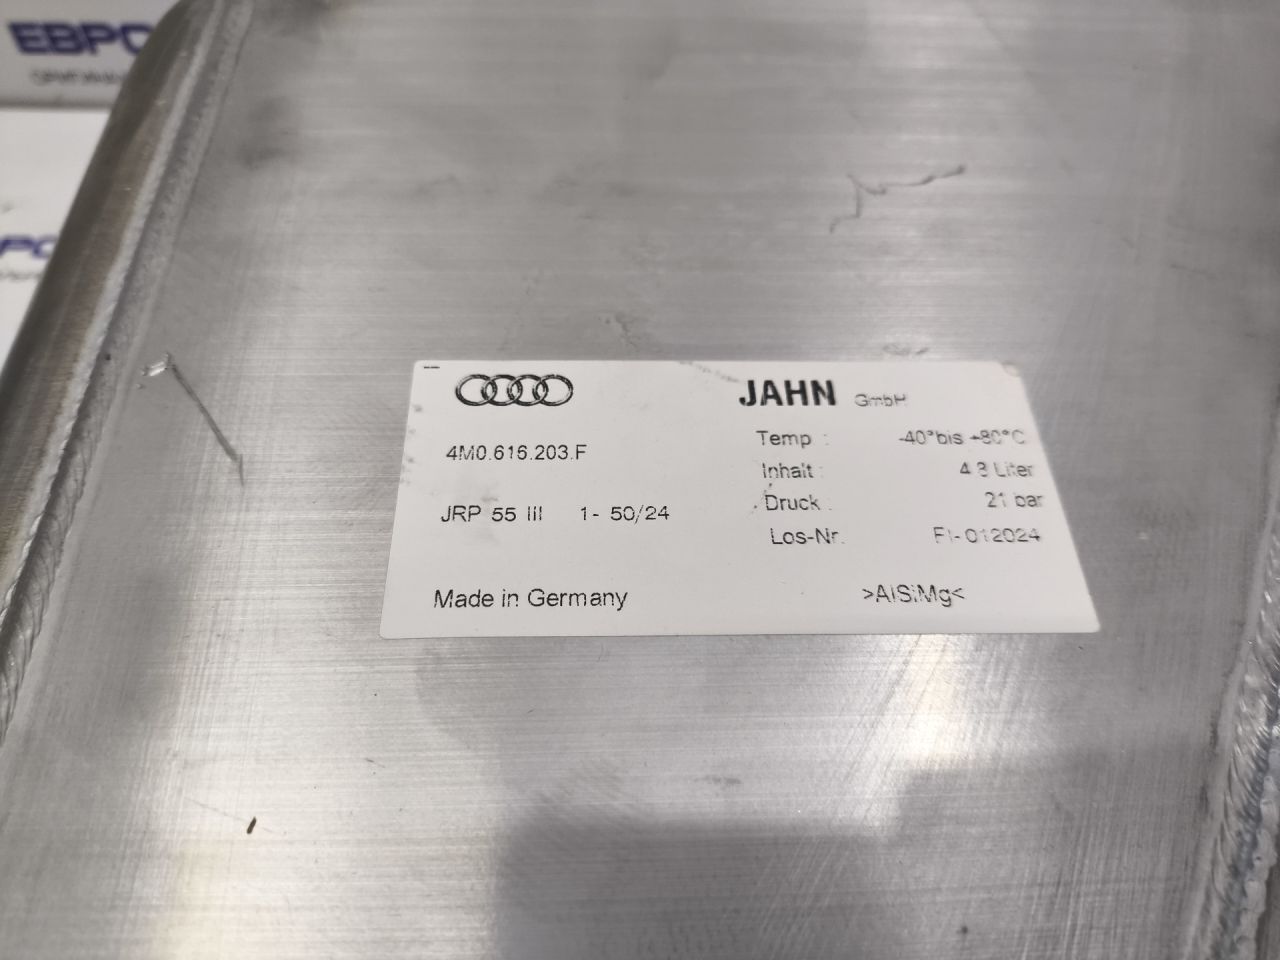 4M0.616.203.F
JRP 55 III 1- 50/24
Made in Germany
JAHN GmbH
Temp : -40°bis +80°C
Inhalt : 4.8 Liter
Druck : 21 bar
Los-Nr. FI-012024
>AlSiMg<